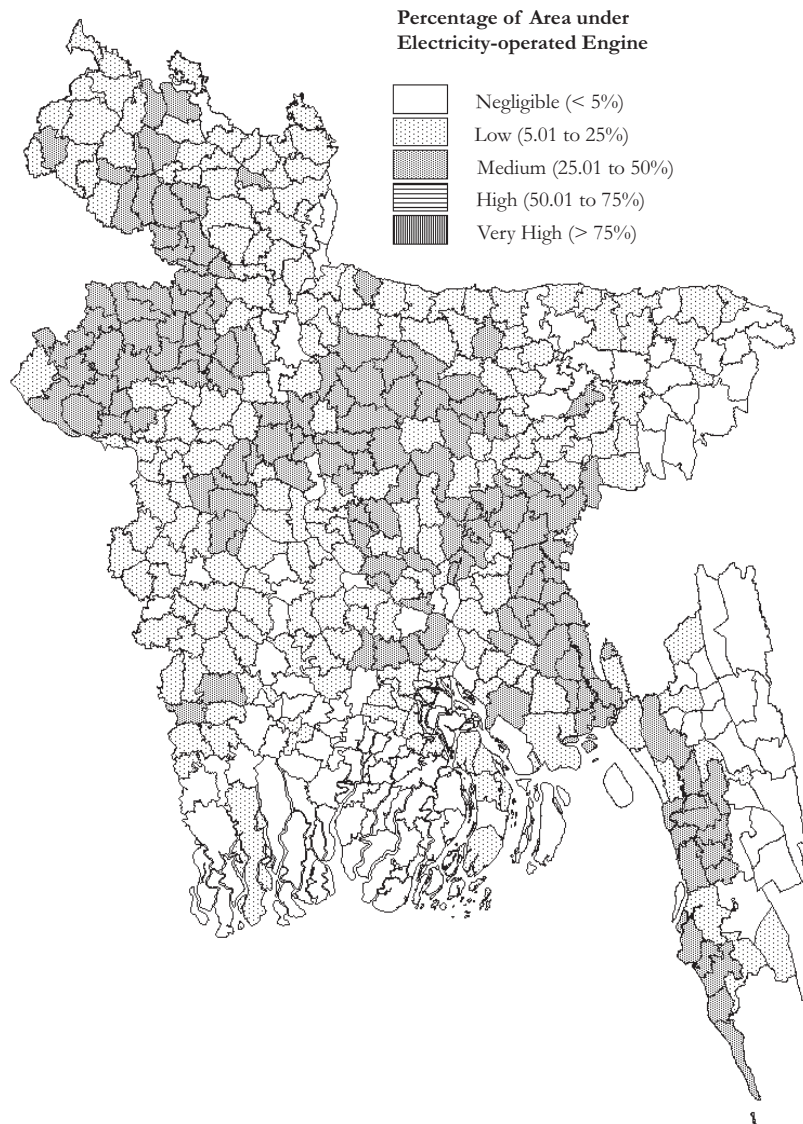 Percentage of Area under
Electricity-operated Engine
Negligible (< 5%)
Low (5.01 to 25%)
Medium (25.01 to 50%)
High (50.01 to 75%)
Very High (> 75%)